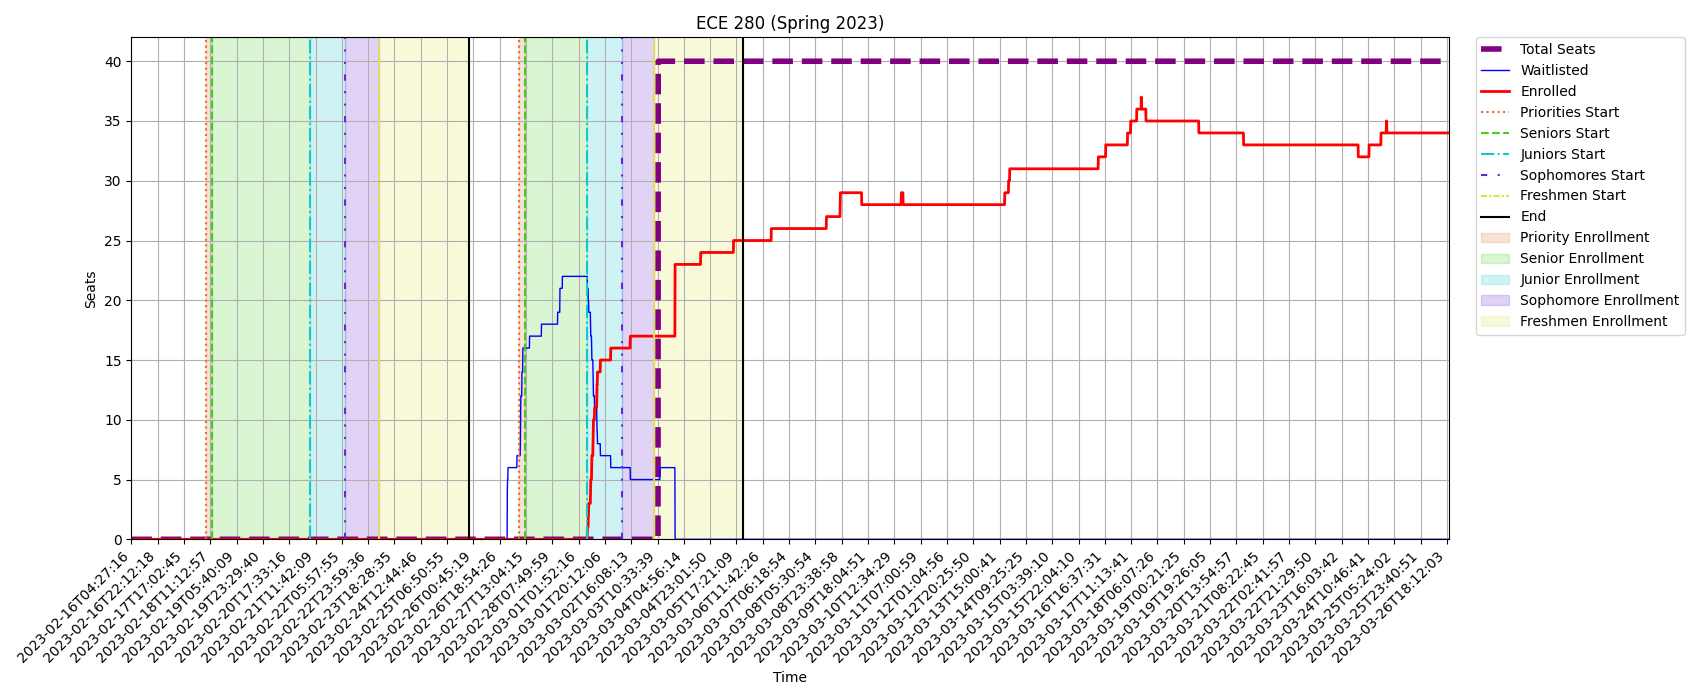 ECE 280 (Spring 2023)
Seats
40
35
30
25
20
15
10
5
0
2023-02-16T04:27:16
2023-02-16T22:12:18
2023-02-17T17:02:45
2023-02-18T11:12:57
2023-02-19T05:40:09
2023-02-19T23:29:40
2023-02-20T17:33:16
2023-02-21T11:42:09
2023-02-22T05:57:55
2023-02-22T23:59:36
2023-02-23T18:28:35
2023-02-24T12:44:46
2023-02-25T06:50:55
2023-02-26T00:45:19
2023-02-26T18:54:26
2023-02-27T13:04:15
2023-02-28T07:49:59
2023-03-01T01:52:16
2023-03-01T20:12:06
2023-03-02T16:08:13
2023-03-03T10:33:39
2023-03-04T04:56:14
2023-03-04T23:01:50
2023-03-05T17:21:09
2023-03-06T11:42:26
2023-03-07T06:18:54
2023-03-08T05:30:54
2023-03-08T23:38:58
2023-03-09T18:04:51
2023-03-10T12:34:29
2023-03-11T07:00:59
2023-03-12T01:04:56
2023-03-12T20:25:50
2023-03-13T15:00:41
2023-03-14T09:25:25
2023-03-15T03:39:10
2023-03-15T22:04:10
2023-03-16T16:37:31
2023-03-17T11:13:41
2023-03-18T06:07:26
2023-03-19T00:21:25
2023-03-19T19:26:05
2023-03-20T13:54:57
2023-03-21T08:22:45
2023-03-22T02:41:57
2023-03-22T21:29:50
2023-03-23T16:03:42
2023-03-24T10:46:41
2023-03-25T05:24:02
2023-03-25T23:40:51
2023-03-26T18:12:03
Time
Total Seats
Waitlisted
Enrolled
Priorities Start
Seniors Start
Juniors Start
Sophomores Start
Freshmen Start
End
Priority Enrollment
Senior Enrollment
Junior Enrollment
Sophomore Enrollment
Freshmen Enrollment